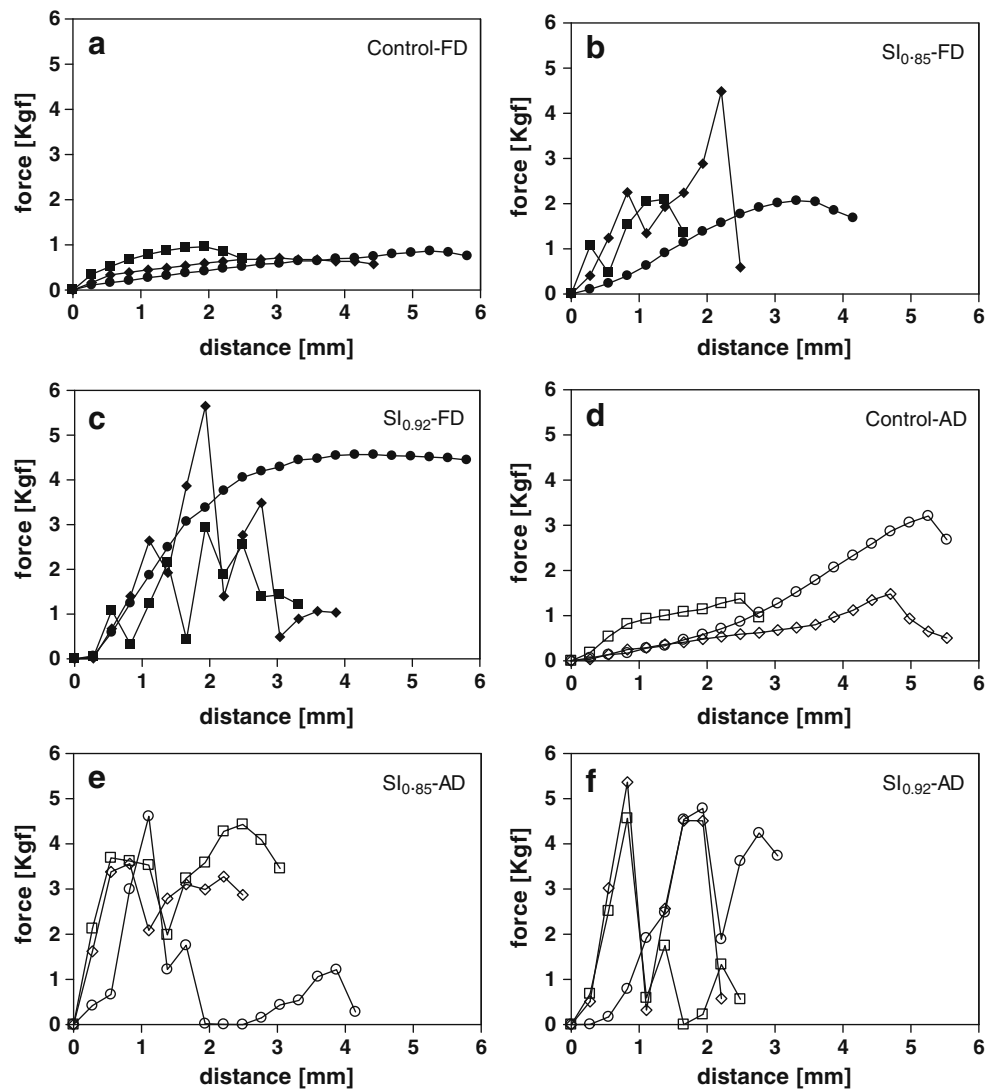 a
Control-FD
6
5
4
3
2
1
0
force [Kgf]
0 1 2 3 4 5 6
distance [mm]
b
SI0·85-FD
6
5
4
3
2
1
0
force [Kgf]
0 1 2 3 4 5 6
distance [mm]
c
SI0.92-FD
6
5
4
3
2
1
0
force [Kgf]
0 1 2 3 4 5 6
distance [mm]
d
Control-AD
6
5
4
3
2
1
0
force [Kgf]
0 1 2 3 4 5 6
distance [mm]
e
SI0·85-AD
6
5
4
3
2
1
0
force [Kgf]
0 1 2 3 4 5 6
distance [mm]
f
SI0.92-AD
6
5
4
3
2
1
0
force [Kgf]
0 1 2 3 4 5 6
distance [mm]